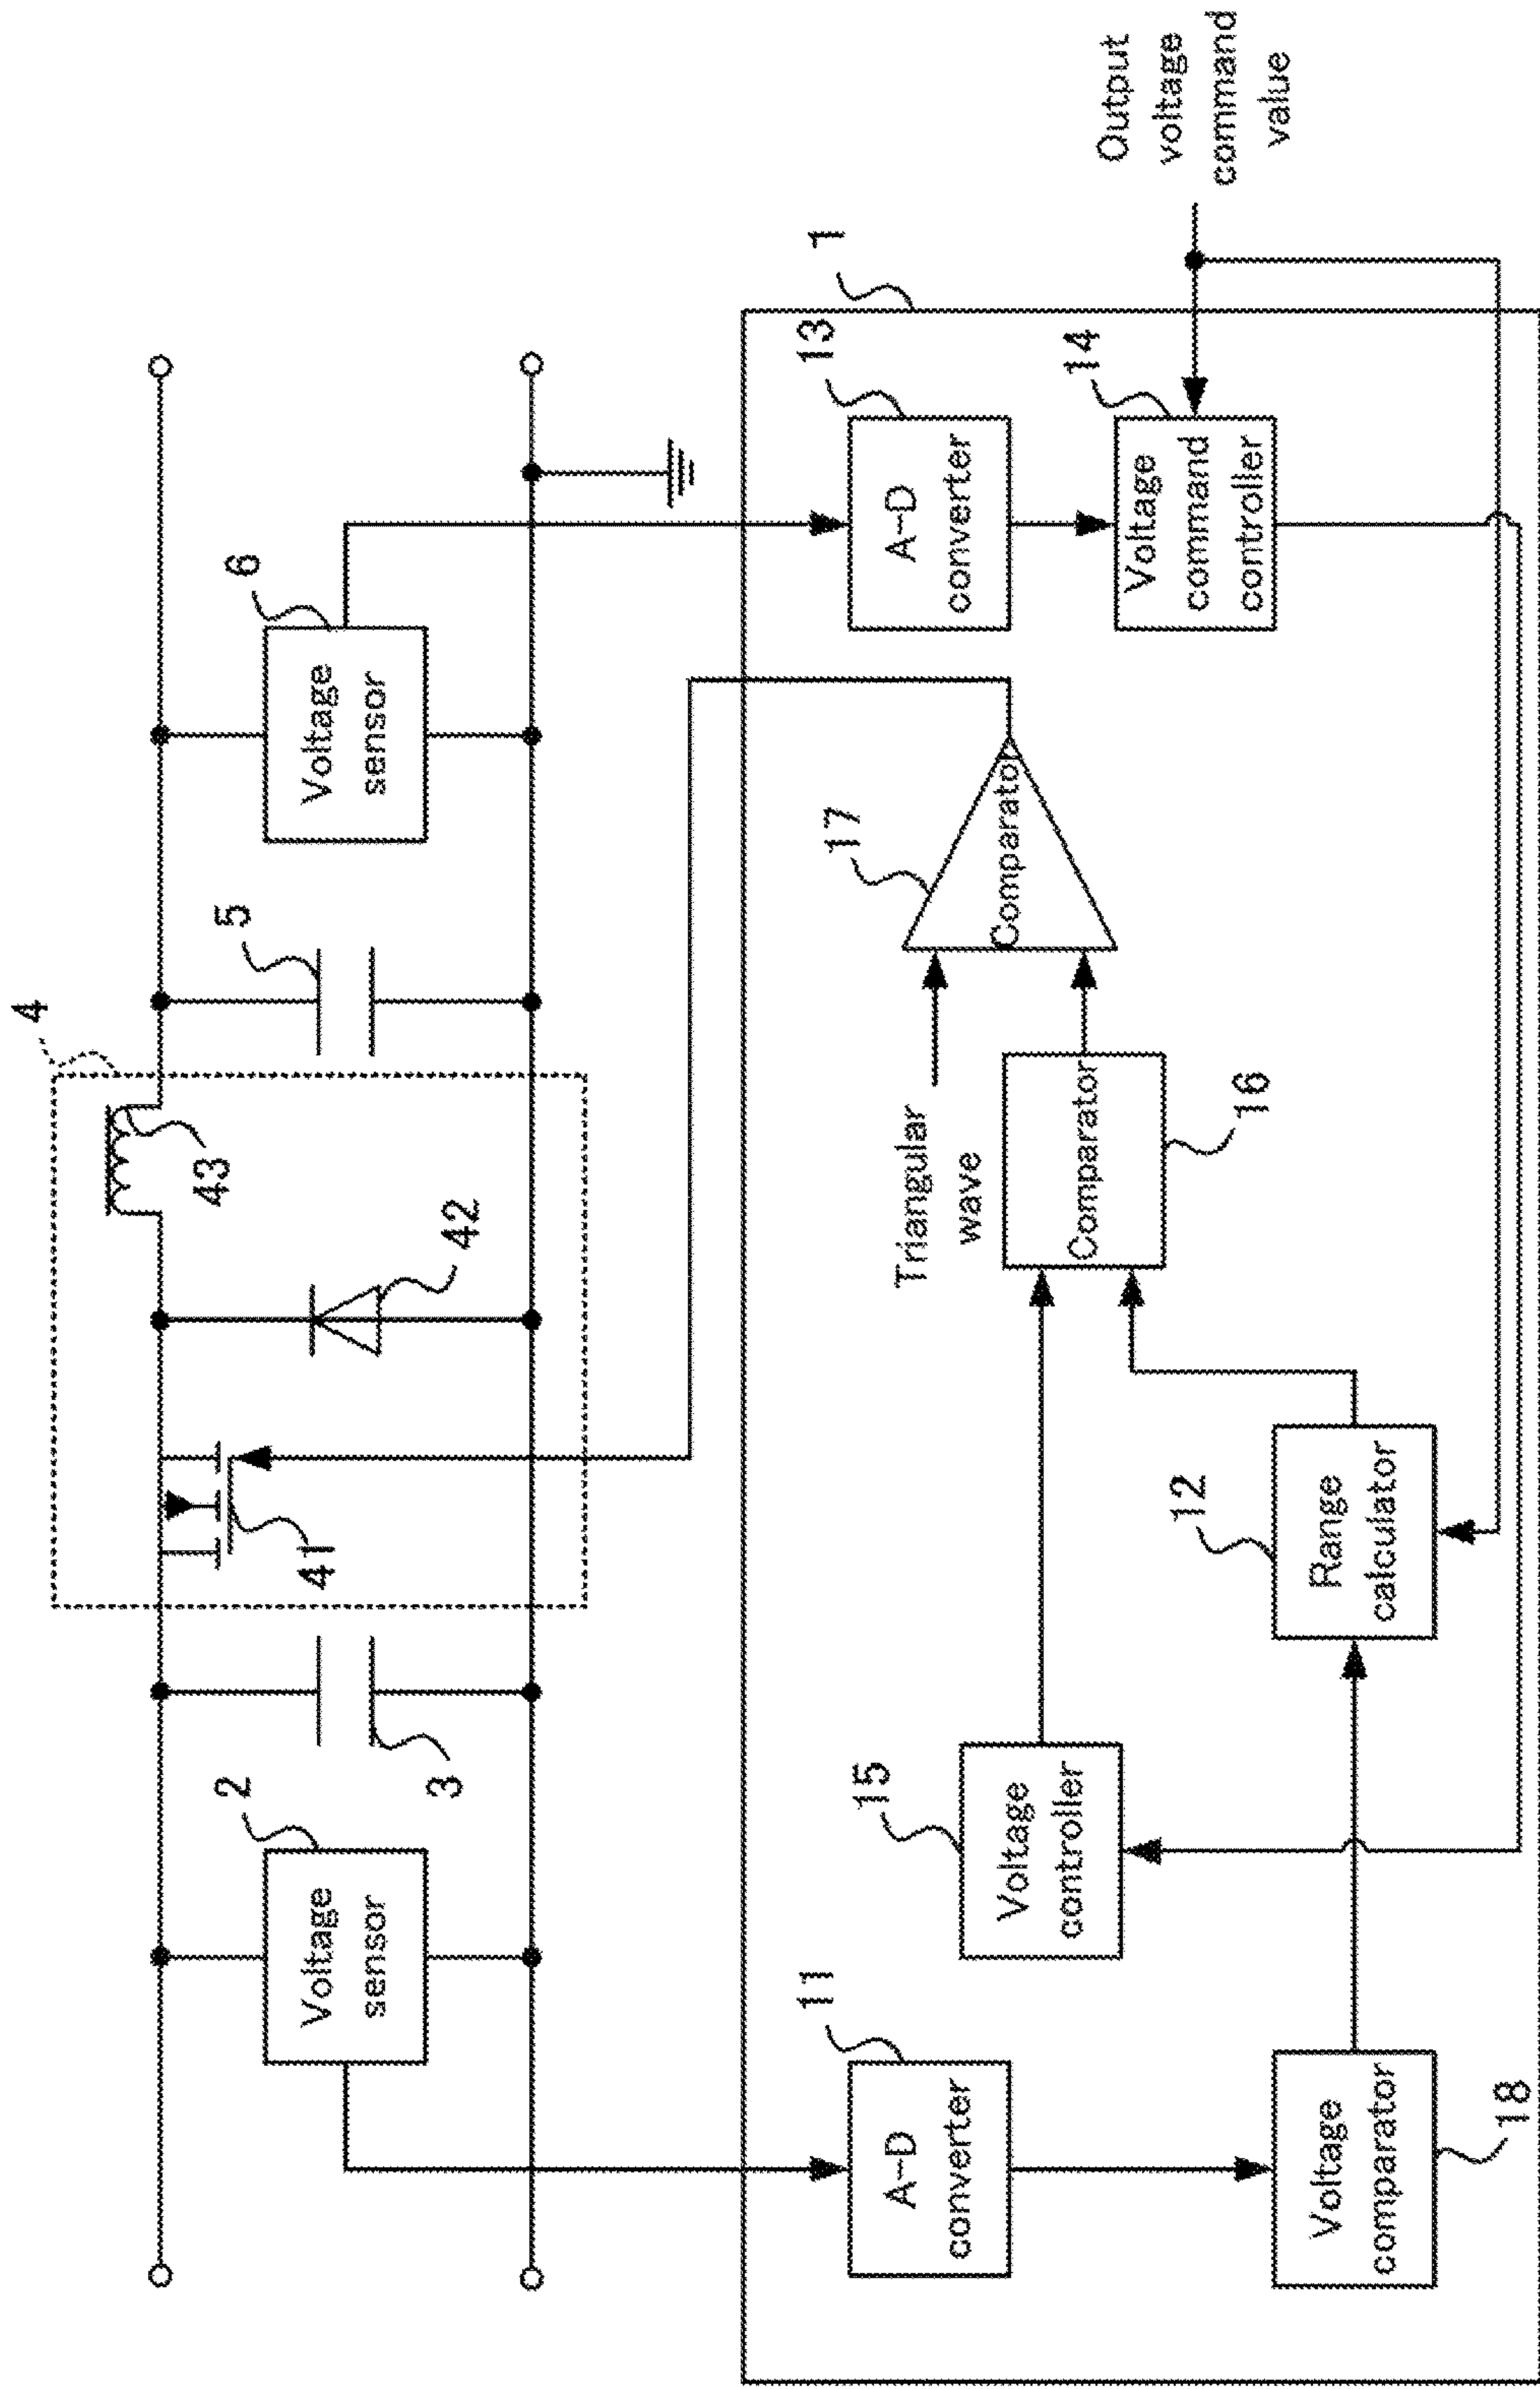 4
43
42
41
2
Voltage
sensor
3
5
6
Voltage
sensor
1
11
A-D
converter
18
Voltage
comparator
15
Voltage
controller
12
Range
calculator
Triangular
wave
16
Comparator
17
Comparator
13
A-D
converter
14
Voltage
command
controller
Output
voltage
command
value